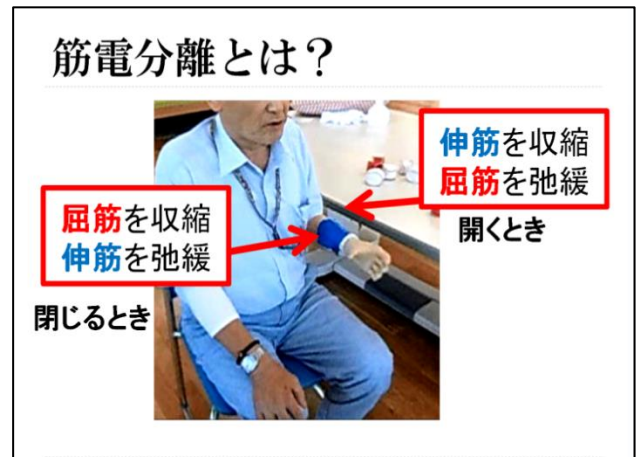 筋電分離とは？
伸筋を収縮
屈筋を弛緩
開くとき
屈筋を収縮
伸筋を弛緩
閉じるとき